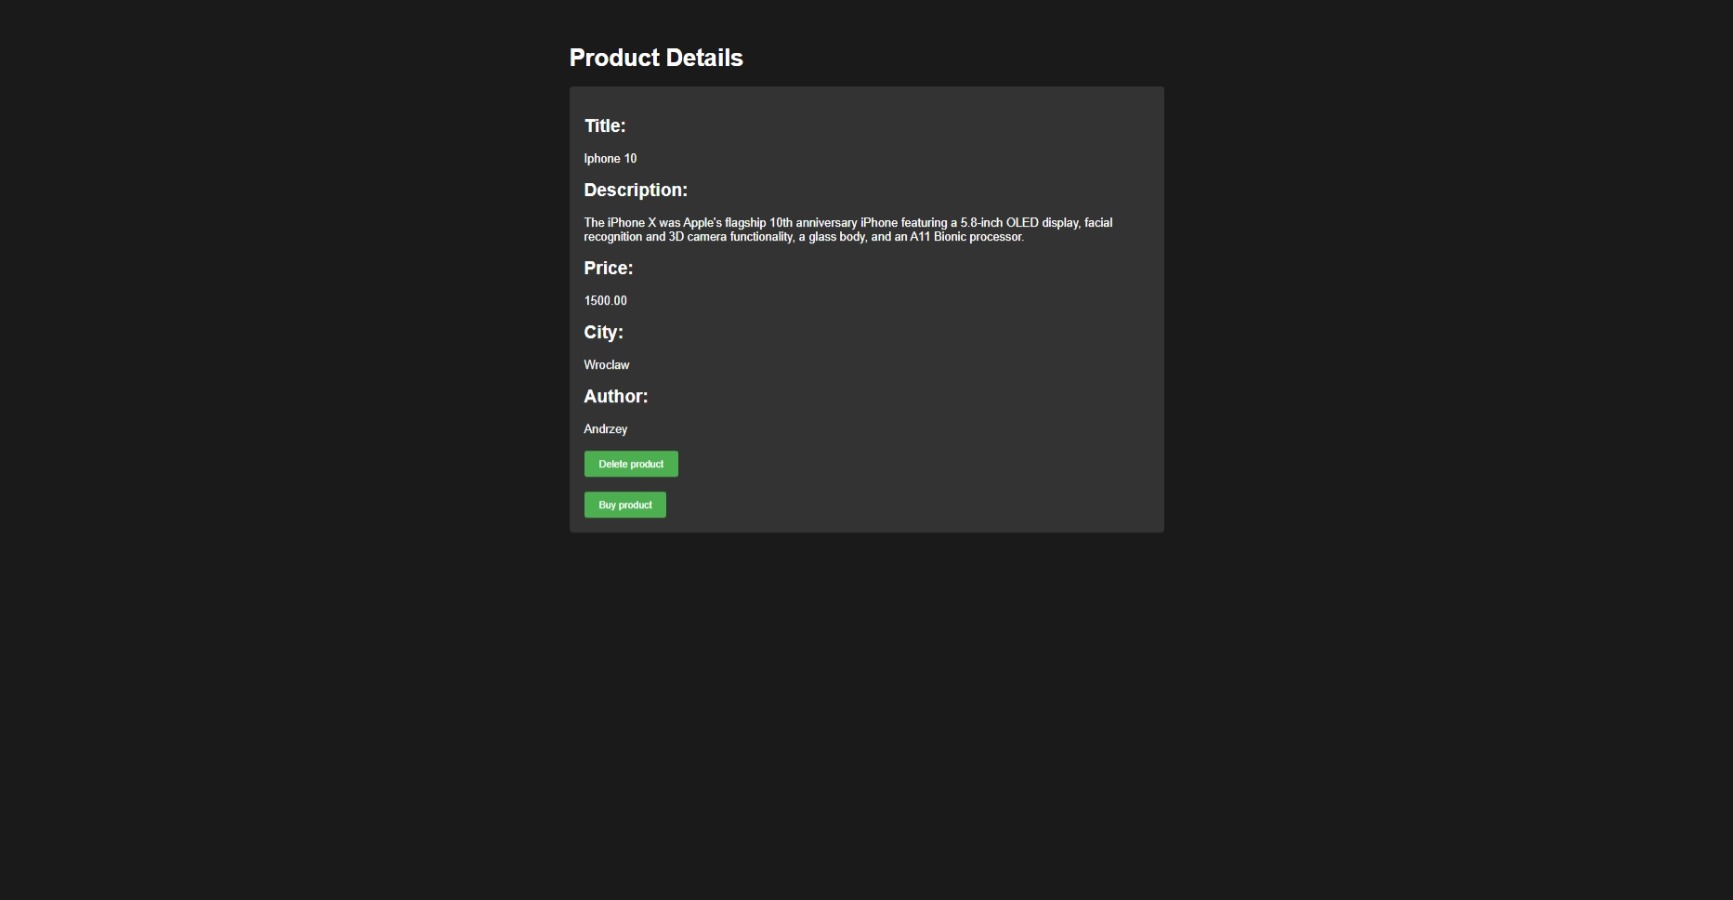 Product Details
Title:
Iphone 10
Description:
The iPhone X was Apple's flagship 10th anniversary iPhone featuring a 5.8-inch OLED display, facial
recognition and 3D camera functionality, a glass body, and an A11 Bionic processor.
Price:
1500.00
City:
Wroclaw
Author:
Andrzey
Delete product
Buy product